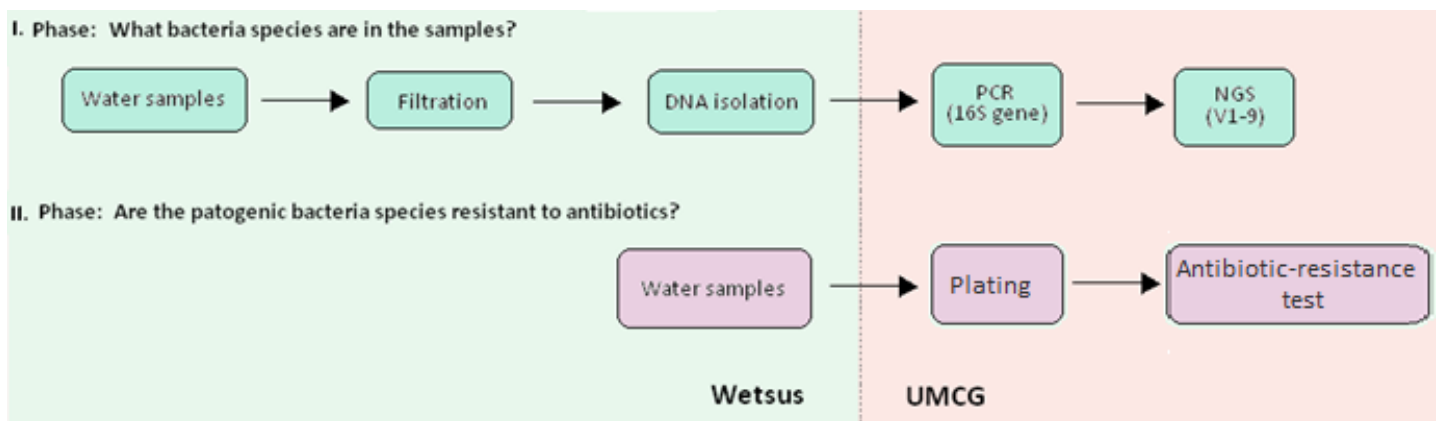 I. Phase: What bacteria species are in the samples?
Water samples
Filtration
DNA isolation
PCR
(16S gene)
NGS
(V1-9)
II. Phase: Are the patogenic bacteria species resistant to antibiotics?
Water samples
Plating
Antibiotic-resistance
test
Wetsus
UMCG